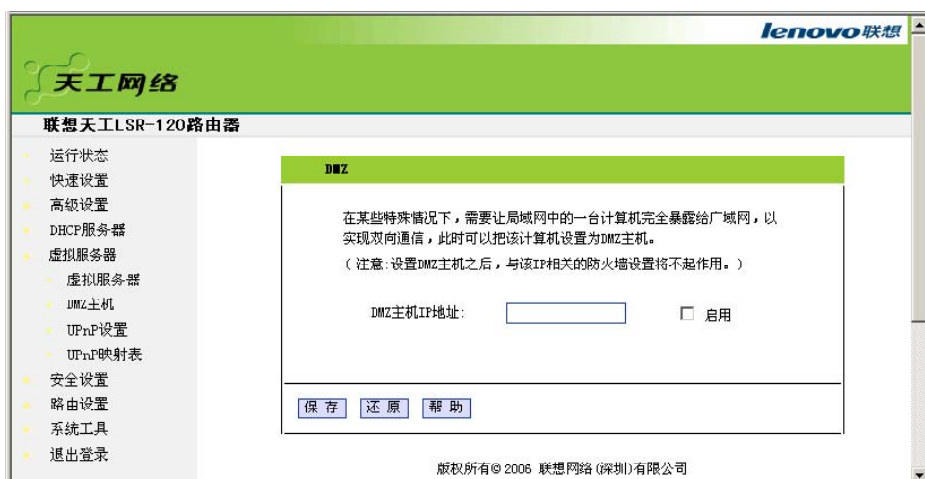 lenovo联想
天工网络
联想天工LSR-120路由器
运行状态
快速设置
高级设置
DHCP服务器
虚拟服务器
虚拟服务器
DMZ主机
UPnP设置
UPnP映射表
安全设置
路由设置
系统工具
退出登录
DMZ
在某些特殊情况下，需要让局域网中的一台计算机完全暴露给广域网，以
实现双向通信，此时可以把该计算机设置为DMZ主机。
（注意:设置DMZ主机之后，与该IP相关的防火墙设置将不起作用。）
DMZ主机IP地址:
启用
保 存 还 原 帮 助
版权所有©2006 联想网络(深圳)有限公司